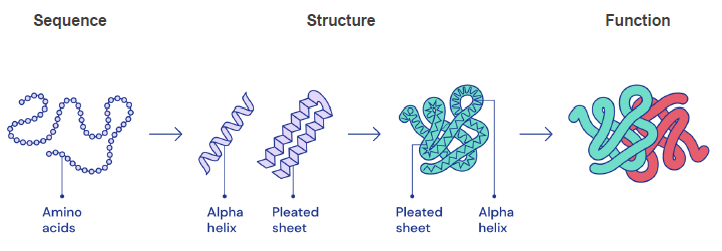 Sequence
Structure
Function
Amino
acids
Alpha
helix
Pleated
sheet
Pleated
sheet
Alpha
helix